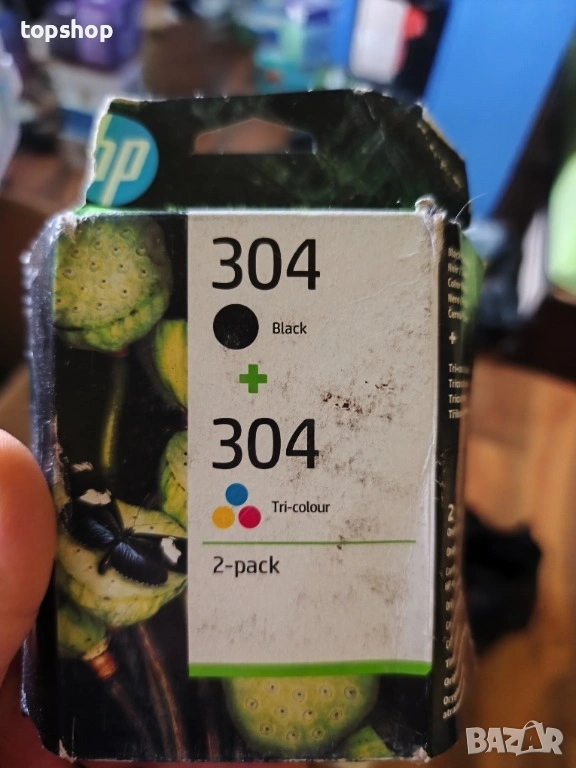 topshop
hp
304
Black
+
304
Tri-colour
2-pack
BAZAR